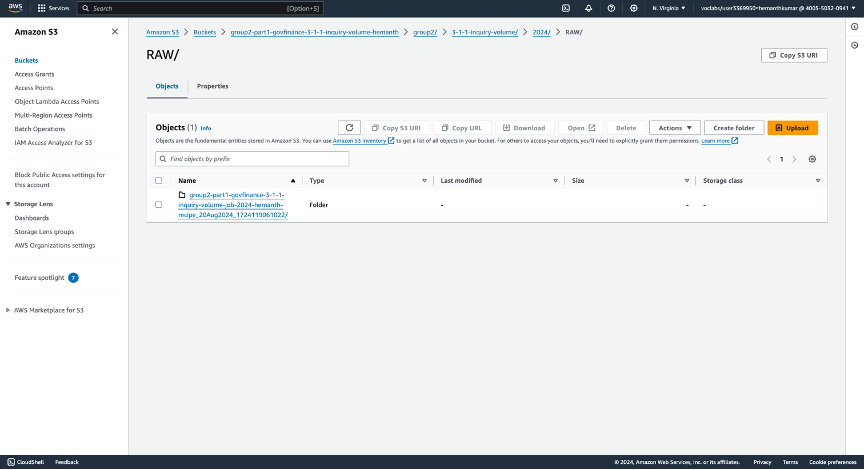 aws
Services
Search
[Option+S]
N. Virginia
voclabs/user3369950=hemanthkumar @ 4005-5032-0941
Amazon S3
Buckets
Access Grants
Access Points
Object Lambda Access Points
Multi-Region Access Points
Batch Operations
IAM Access Analyzer for S3
Block Public Access settings for
this account
Storage Lens
Dashboards
Storage Lens groups
AWS Organizations settings
Feature spotlight 7
AWS Marketplace for S3
Amazon S3 > Buckets > group2-part1-govfinance-3-1-1-inquiry-volume-hemanth > group2/ > 3-1-1-inquiry-volume/ > 2024/ > RAW/
RAW/
Copy S3 URI
Objects
Properties
Objects (1) Info
Copy S3 URI
Copy URL
Download
Open
Delete
Actions
Create folder
Upload
Objects are the fundamental entities stored in Amazon S3. You can use Amazon S3 inventory to get a list of all objects in your bucket. For others to access your objects, you'll need to explicitly grant them permissions. Learn more
Find objects by prefix
1
Name
Type
Last modified
Size
Storage class
group2-part1-govfinance-3-1-1-
inquiry-volume-job-2024-hemanth-
recipe_20Aug2024_1724119061022/
Folder
-
-
-
CloudShell
Feedback
© 2024, Amazon Web Services, Inc. or its affiliates.
Privacy
Terms
Cookie preferences